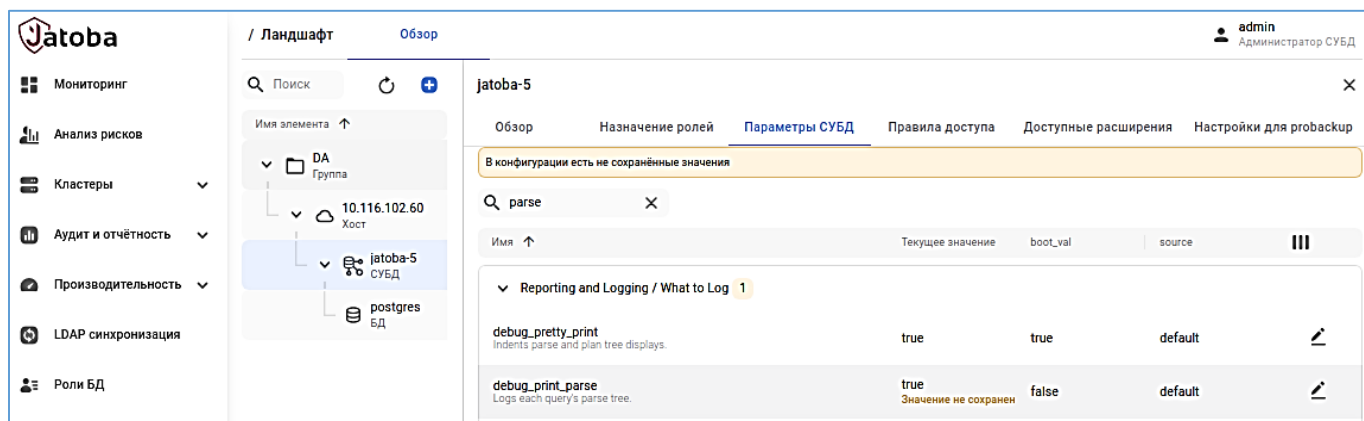 Jatoba
/ Ландшафт
Обзор
admin
Администратор СУБД
Мониторинг
Анализ рисков
Кластеры
Аудит и отчётность
Производительность
LDAP синхронизация
Роли БД
Поиск
Имя элемента
DA
Группа
10.116.102.60
Хост
jatoba-5
СУБД
postgres
БД
jatoba-5
Обзор Назначение ролей Параметры СУБД Правила доступа Доступные расширения Настройки для probackup
В конфигурации есть не сохранённые значения
parse
Имя Текущее значение boot_val source
Reporting and Logging / What to Log 1
debug_pretty_print
Indents parse and plan tree displays.
true true default
debug_print_parse
Logs each query's parse tree.
true
Значение не сохранен
false default